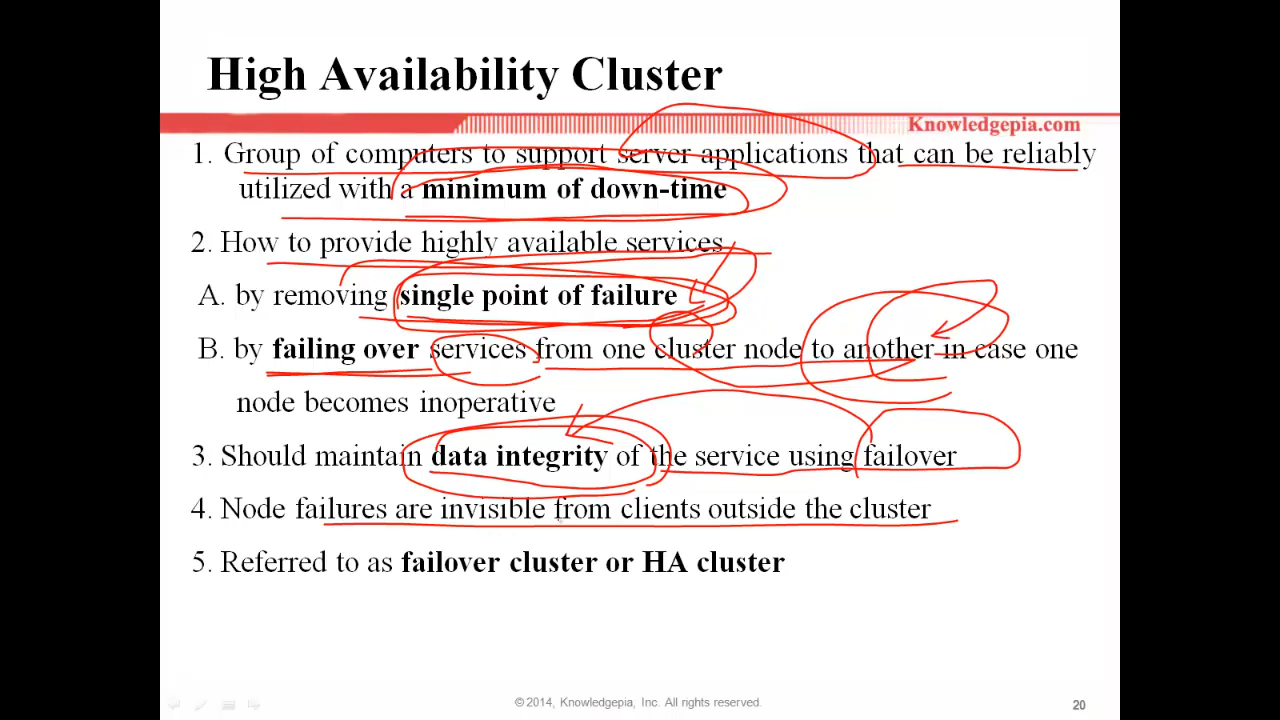 High Availability Cluster
Knowledgepia.com
1. Group of computers to support server applications that can be reliably
utilized with a minimum of down-time
2. How to provide highly available services
A. by removing single point of failure
B. by failing over services from one cluster node to another in case one
node becomes inoperative
3. Should maintain data integrity of the service using failover
4. Node failures are invisible from clients outside the cluster
5. Referred to as failover cluster or HA cluster
© 2014, Knowledgepia, Inc. All rights reserved.
20